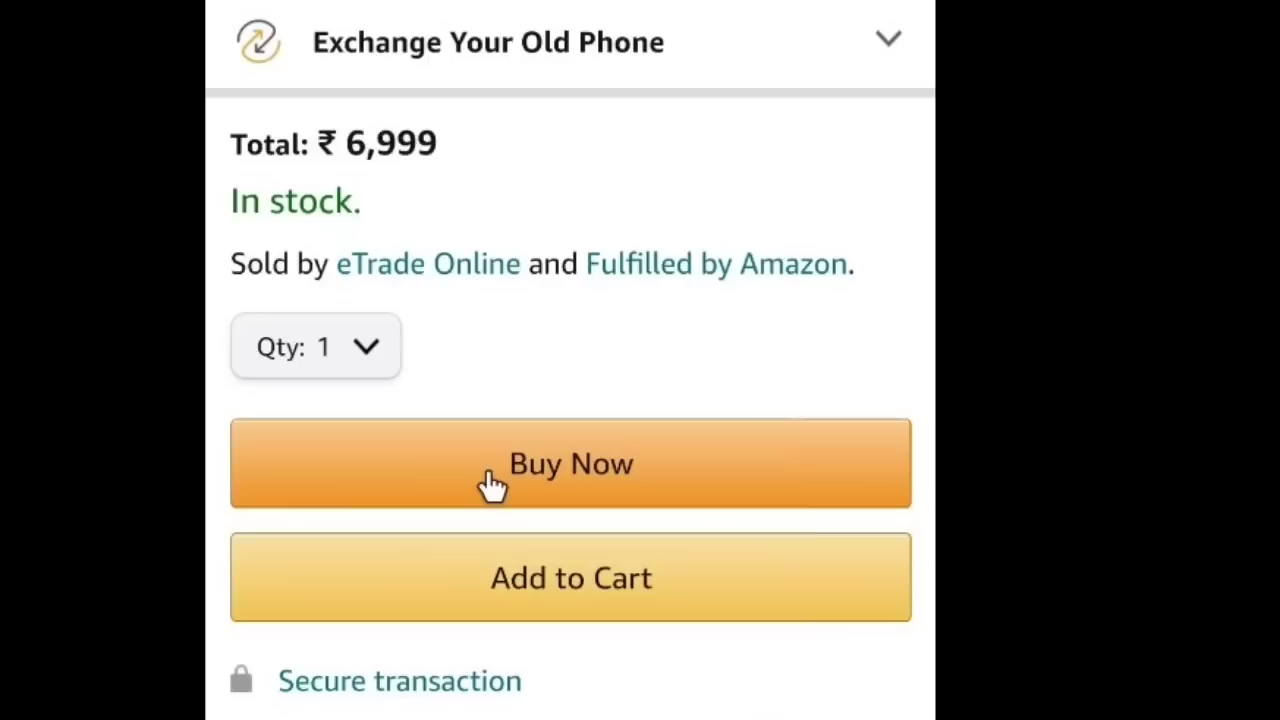 Exchange Your Old Phone
Total: ₹ 6,999
In stock.
Sold by eTrade Online and Fulfilled by Amazon.
Qty: 1
Buy Now
Add to Cart
Secure transaction